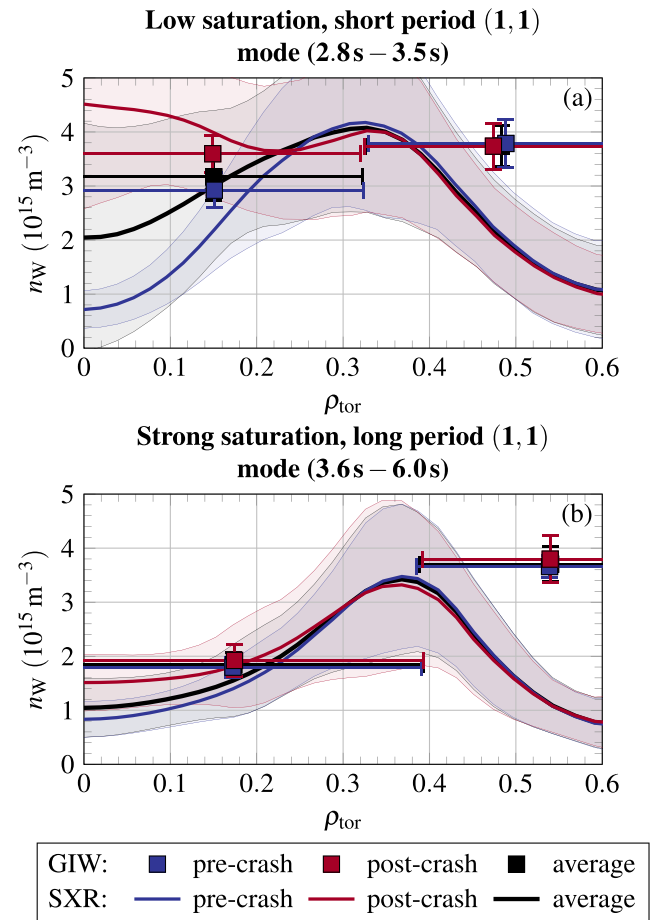 Low saturation, short period (1, 1)
mode (2.8 s − 3.5 s)
(a)
5
4
3
2
1
0
n_W (10^15 m^−3)
0 0.1 0.2 0.3 0.4 0.5 0.6
ρ_tor
Strong saturation, long period (1, 1)
mode (3.6 s − 6.0 s)
(b)
5
4
3
2
1
0
n_W (10^15 m^−3)
0 0.1 0.2 0.3 0.4 0.5 0.6
ρ_tor
GIW: pre-crash post-crash average
SXR: pre-crash post-crash average